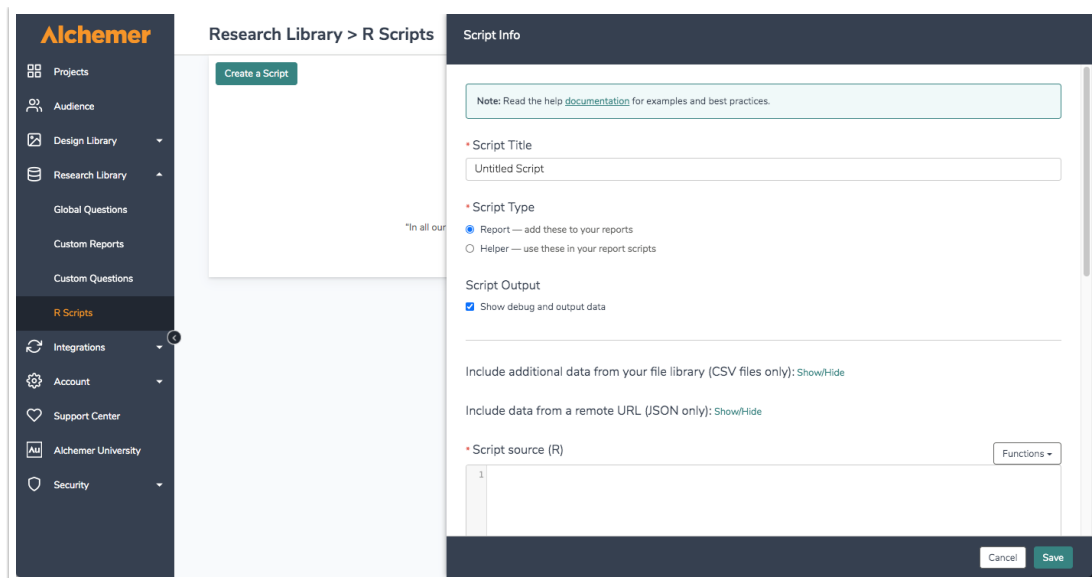 Alchemer
Projects
Audience
Design Library
Research Library
Global Questions
Custom Reports
Custom Questions
R Scripts
Integrations
Account
Support Center
Au Alchemer University
Security
Research Library > R Scripts
Create a Script
"In all our
Script Info
Note: Read the help documentation for examples and best practices.
* Script Title
Untitled Script
* Script Type
Report — add these to your reports
Helper — use these in your report scripts
Script Output
Show debug and output data
Include additional data from your file library (CSV files only): Show/Hide
Include data from a remote URL (JSON only): Show/Hide
* Script source (R)
Functions
1
Cancel
Save